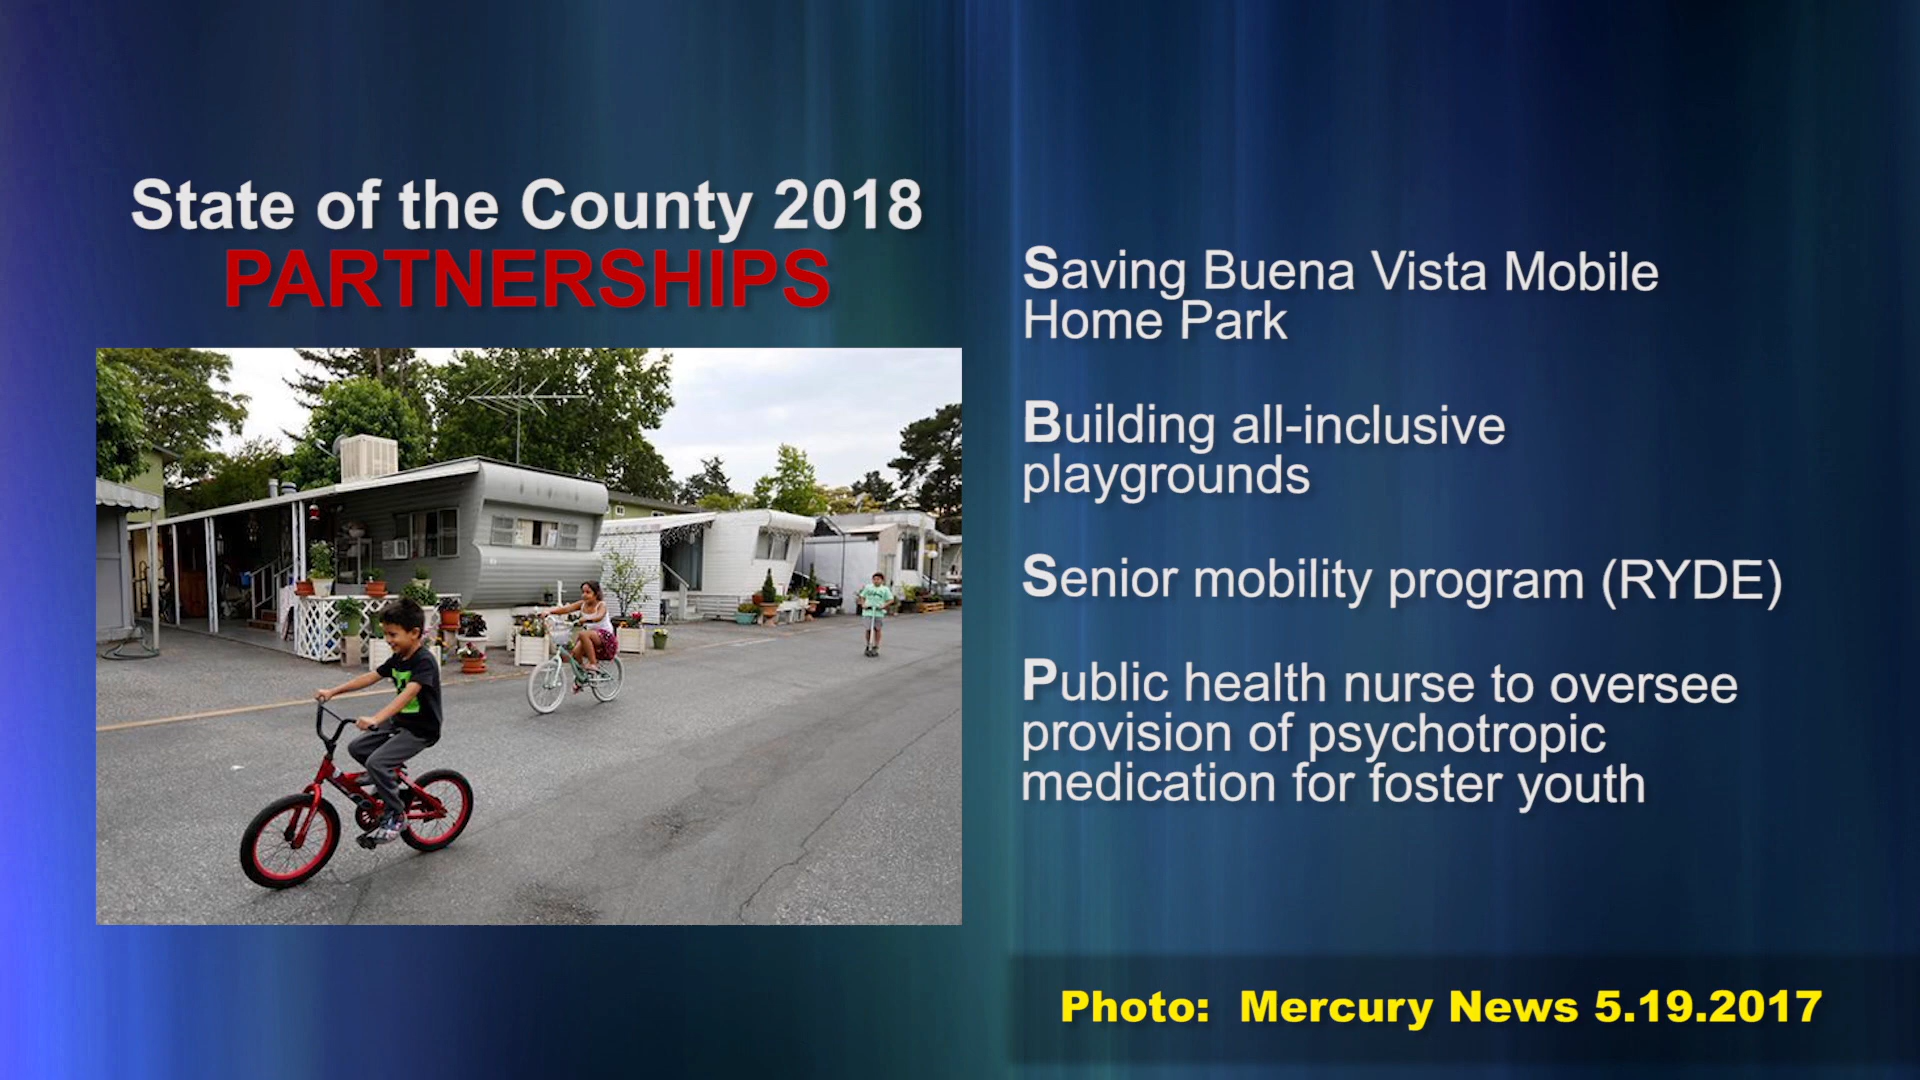 State of the County 2018
PARTNERSHIPS
Saving Buena Vista Mobile
Home Park
Building all-inclusive
playgrounds
Senior mobility program (RYDE)
Public health nurse to oversee
provision of psychotropic
medication for foster youth
Photo: Mercury News 5.19.2017